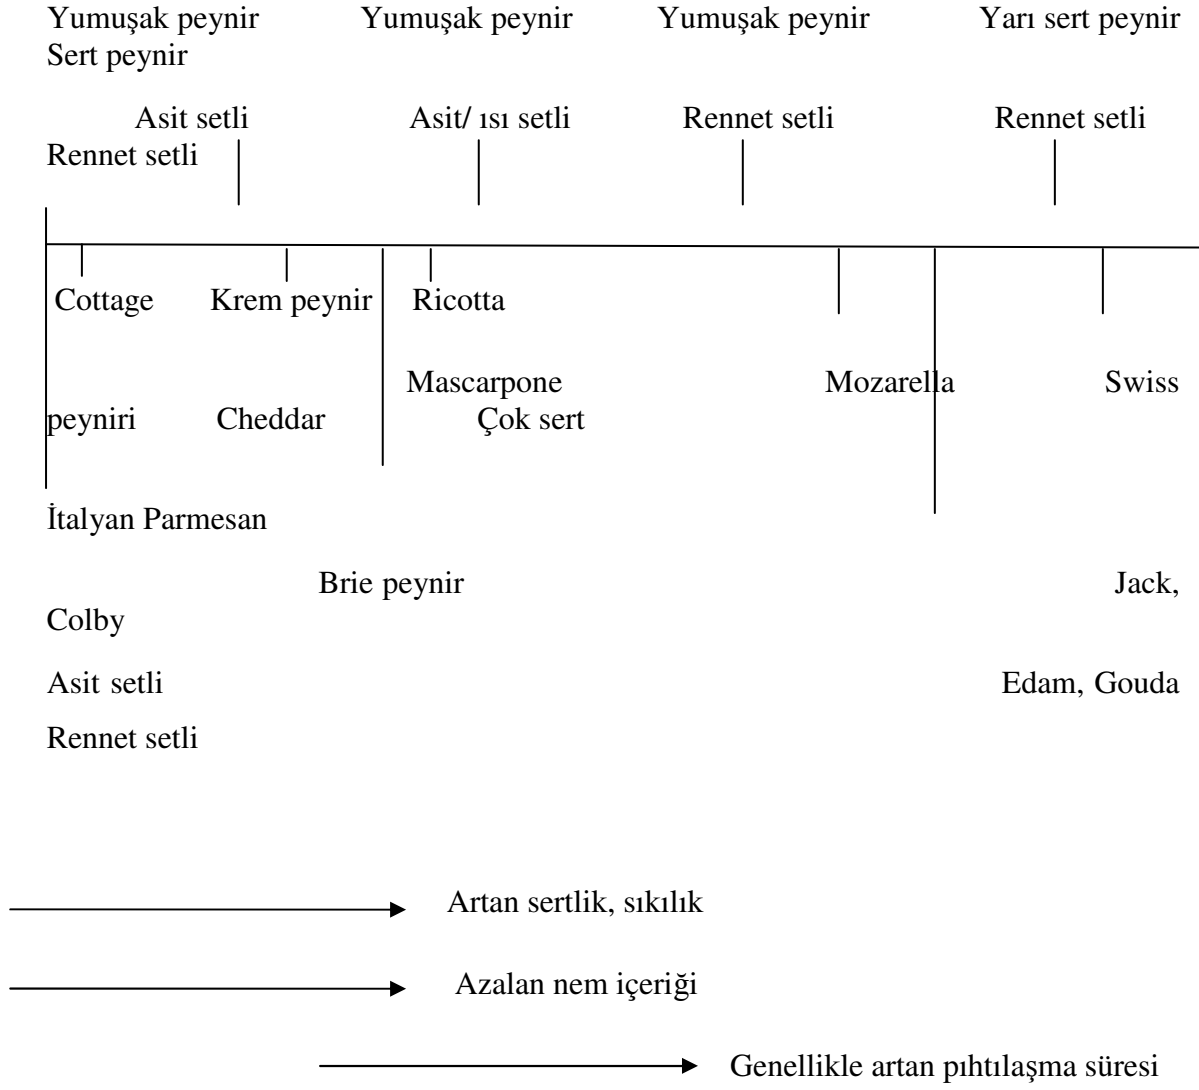 Yumuşak peynir Yumuşak peynir Yumuşak peynir Yarı sert peynir
Sert peynir
Asit setli Asit/ ısı setli Rennet setli Rennet setli
Rennet setli
Cottage Krem peynir Ricotta
Mascarpone Mozarella Swiss
peyniri Cheddar Çok sert
İtalyan Parmesan
Brie peynir Jack,
Colby
Asit setli Edam, Gouda
Rennet setli
Artan sertlik, sıkılık
Azalan nem içeriği
Genellikle artan pıhtılaşma süresi